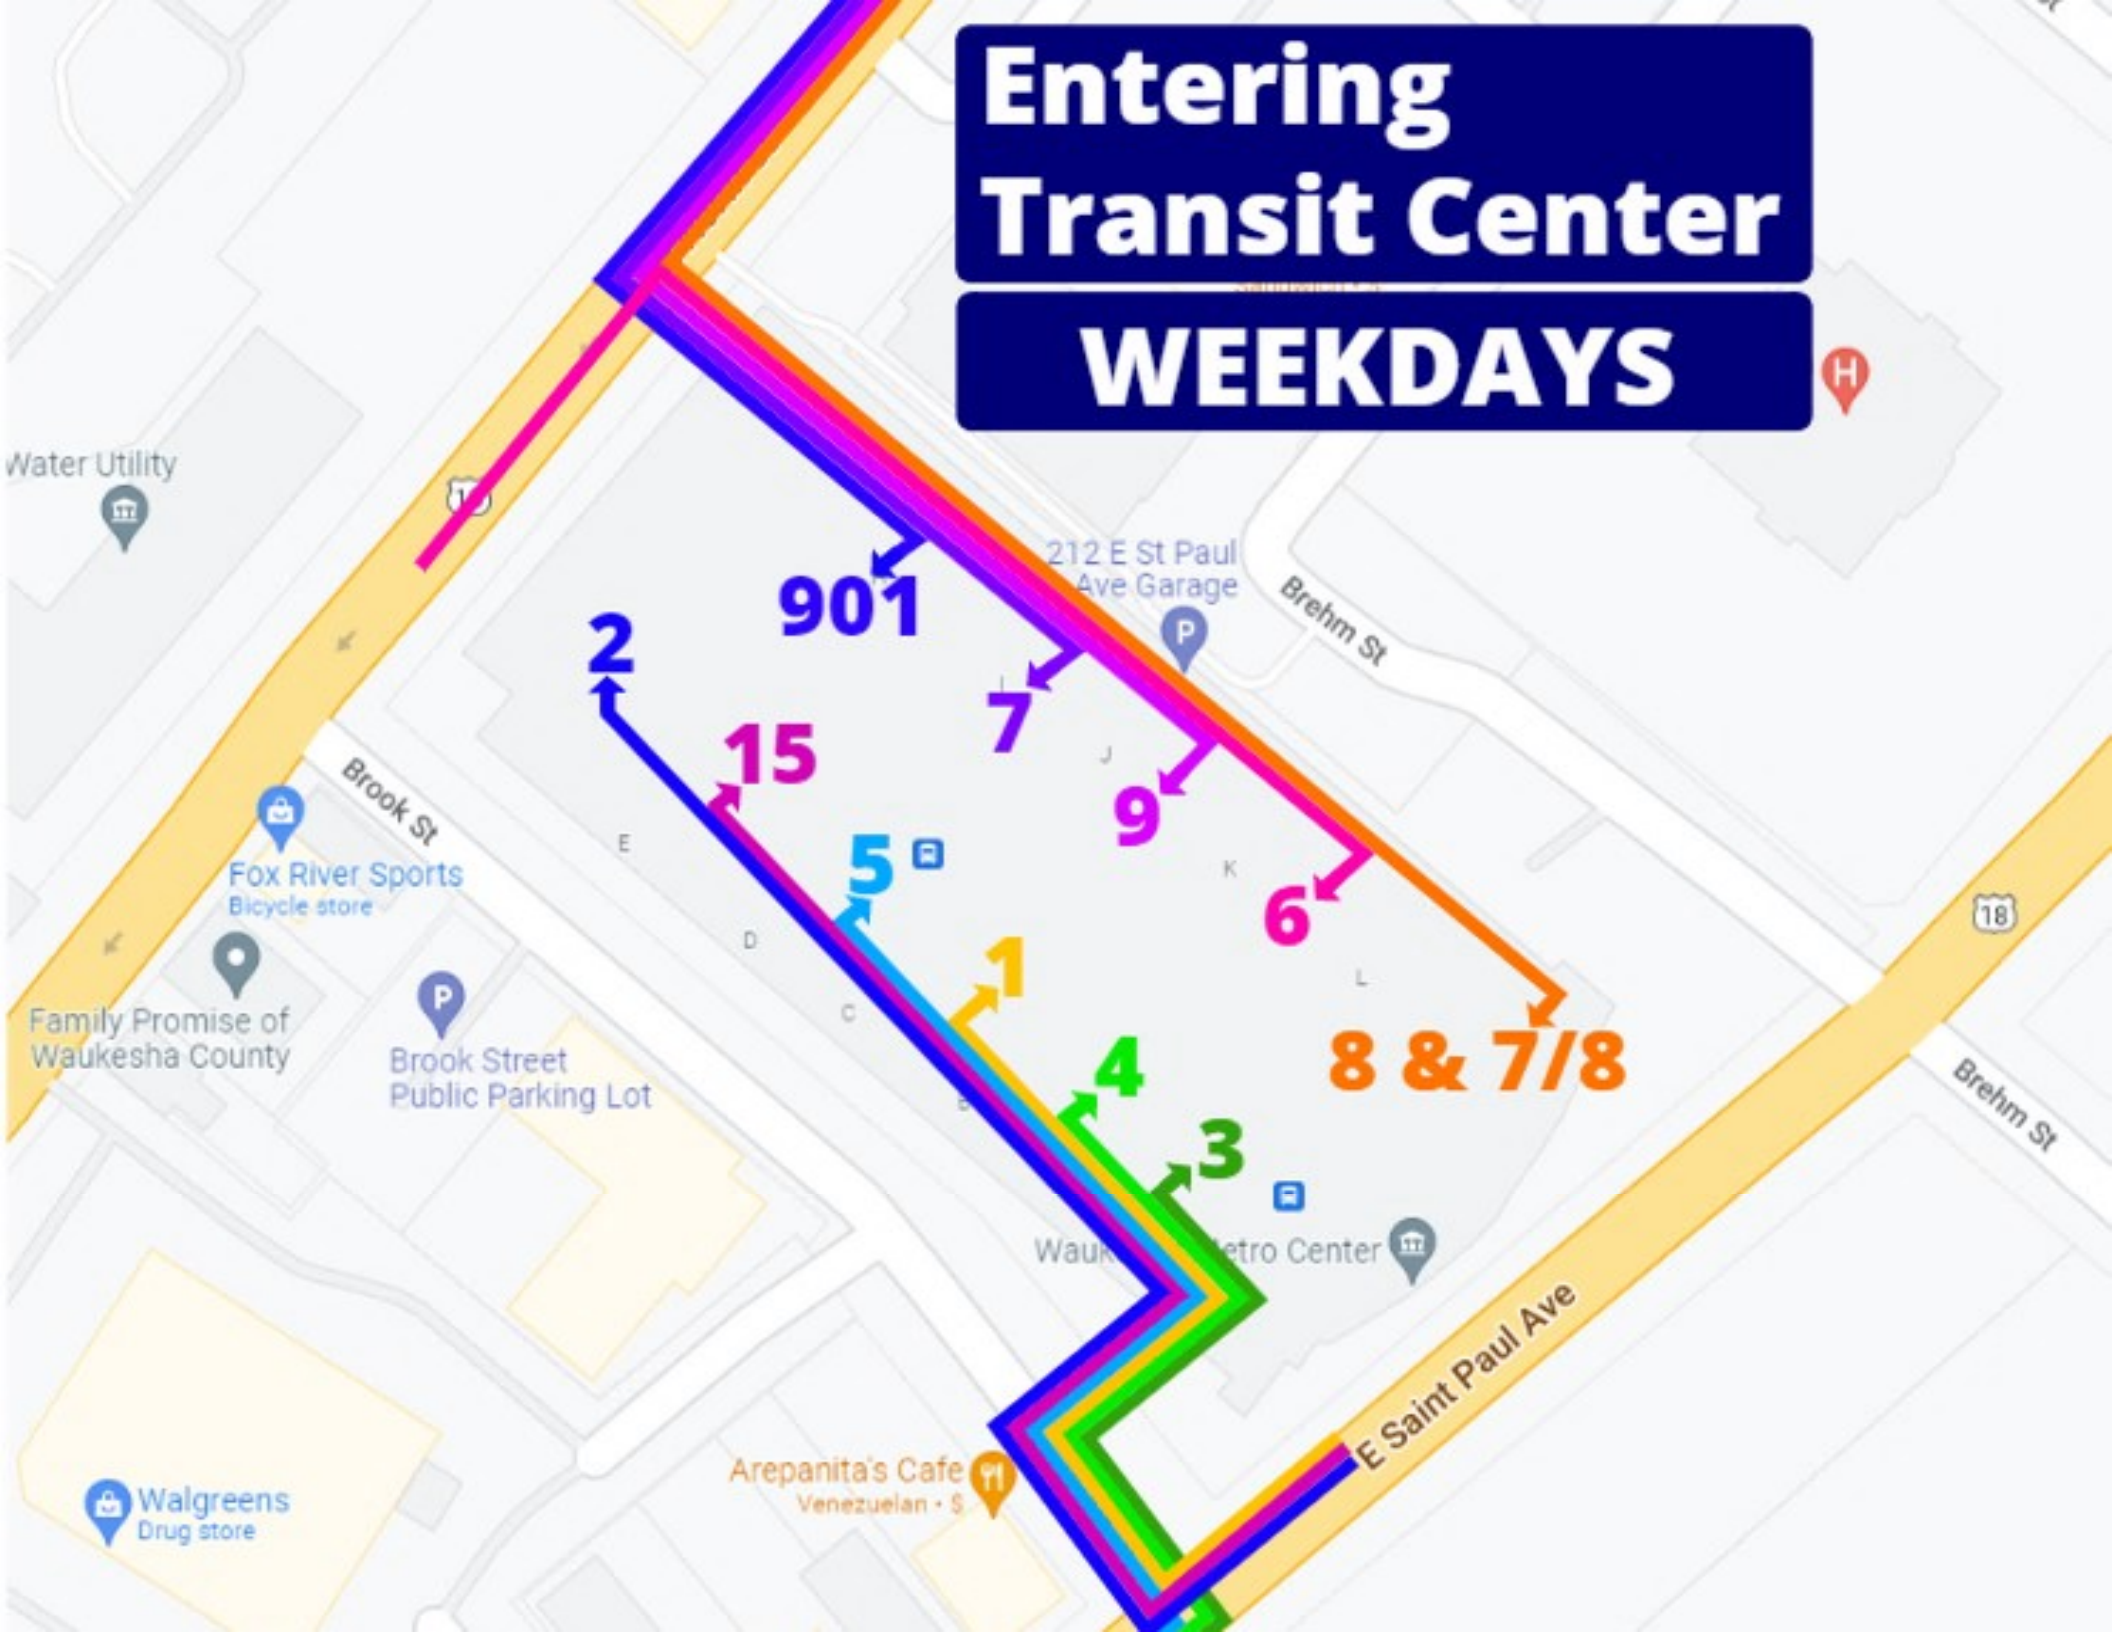 Entering
Transit Center
WEEKDAYS
H
Water Utility
212 E St Paul
Ave Garage
P
Brehm St
901
2
7
15
J
9
5
K
6
E
Brook St
Fox River Sports
Bicycle store
D
1
L
18
C
P
Family Promise of
Waukesha County
Brook Street
Public Parking Lot
8 & 7/8
4
3
Brehm St
Metro Center
E Saint Paul Ave
Arepanita's Cafe
Venezuelan • $
Walgreens
Drug store